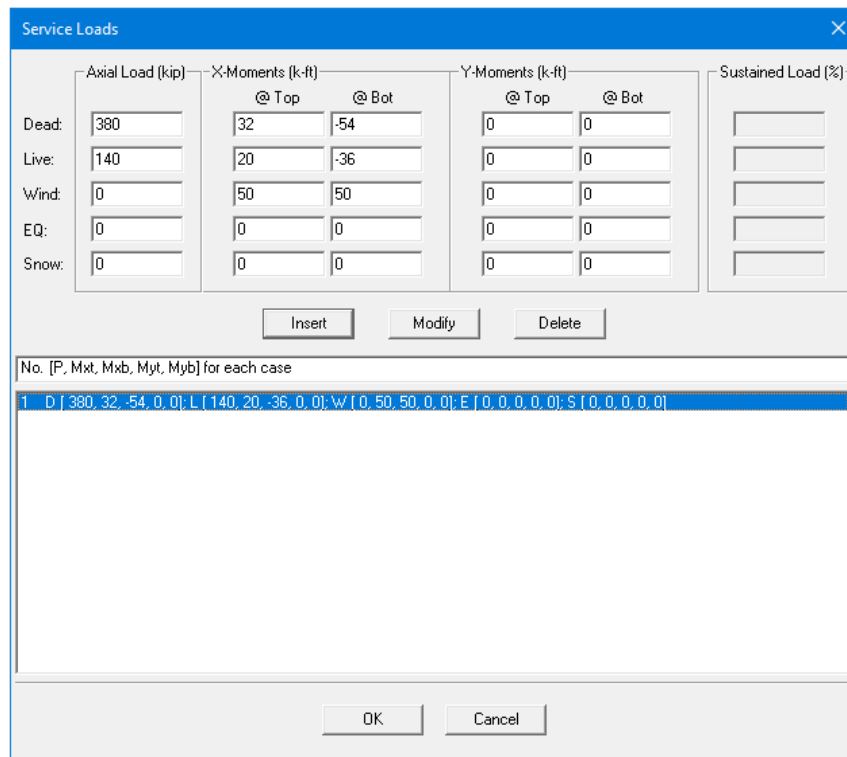 Service Loads
Axial Load (kip) X-Moments (k-ft) Y-Moments (k-ft) Sustained Load (%)
@ Top @ Bot @ Top @ Bot
Dead: 380 32 -54 0 0
Live: 140 20 -36 0 0
Wind: 0 50 50 0 0
EQ: 0 0 0 0 0
Snow: 0 0 0 0 0
Insert Modify Delete
No. [P, Mxt, Mxb, Myt, Myb] for each case
1 D [ 380, 32, -54, 0, 0]; L [ 140, 20, -36, 0, 0]; W [ 0, 50, 50, 0, 0]; E [ 0, 0, 0, 0, 0]; S [ 0, 0, 0, 0, 0]
OK Cancel